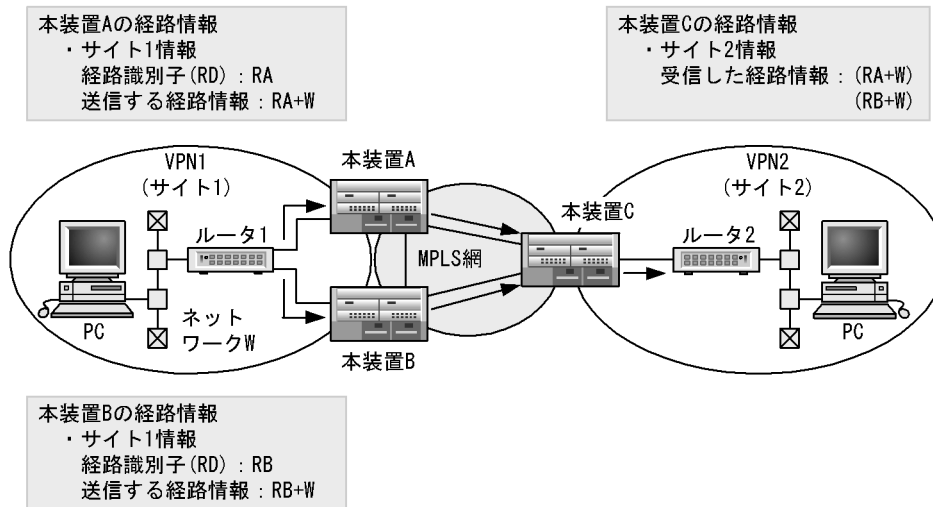 本装置Aの経路情報
・サイト1情報
経路識別子(RD):RA
送信する経路情報:RA+W
本装置Cの経路情報
・サイト2情報
受信した経路情報:(RA+W)
(RB+W)
VPN1
(サイト1)
本装置A
VPN2
(サイト2)
本装置C
ルータ1
MPLS網
ルータ2
PC
ネット
ワークW
PC
本装置B
本装置Bの経路情報
・サイト1情報
経路識別子(RD):RB
送信する経路情報:RB+W